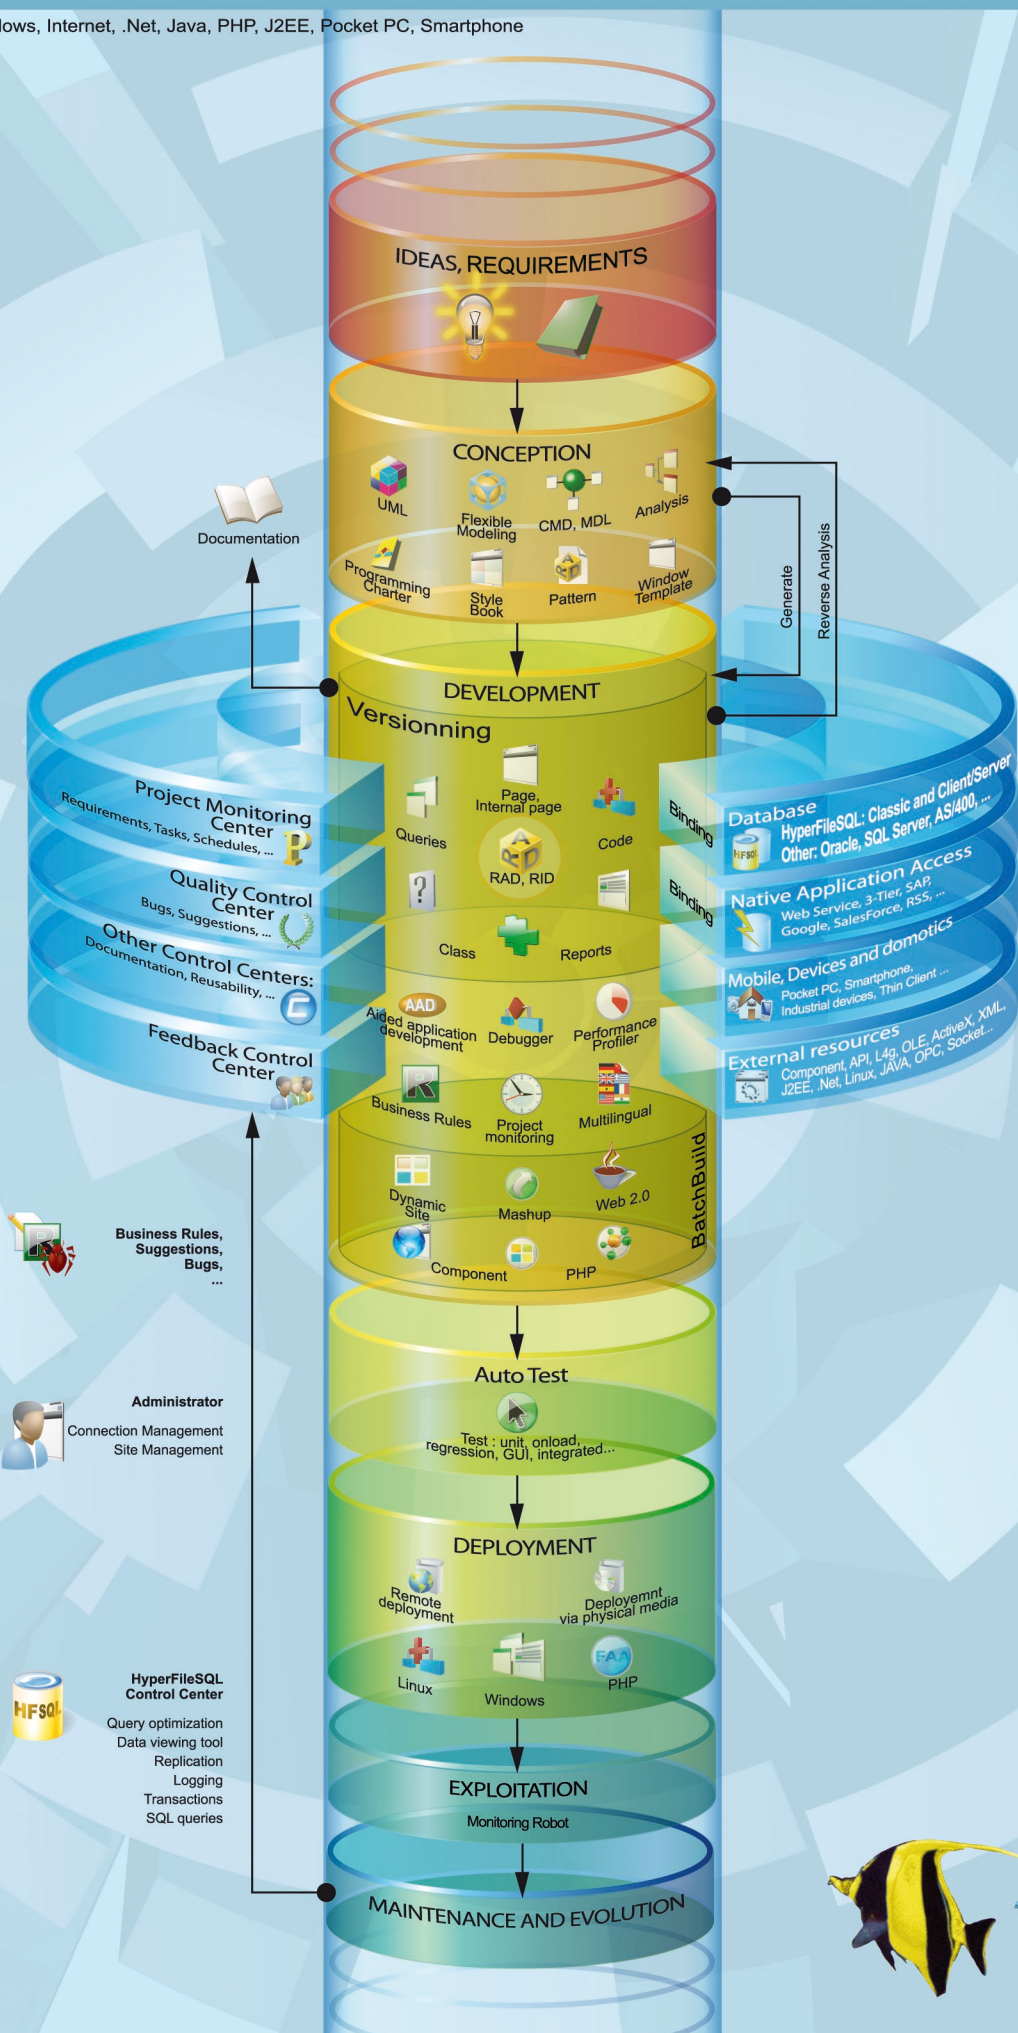 Internet, .Net, Java, PHP, J2EE, Pocket PC, Smartphone
IDEAS, REQUIREMENTS
CONCEPTION
UML
Flexible
Modeling
CMD, MDL
Analysis
Programming
Charter
Style
Book
Pattern
Window
Template
Documentation
Generate
Reverse Analysis
DEVELOPMENT
Versionning
Page,
Internal page
Queries
Code
RAD, RID
?
Class
Reports
AAD
Aided application
development
Debugger
Performance
Profiler
R
Business Rules
Project
monitoring
Multilingual
Dynamic
Site
Mashup
Web 2.0
Component
PHP
BatchBuild
Project Monitoring
Center
Requirements, Tasks, Schedules, ...
P
Quality Control
Center
Bugs, Suggestions, ...
Other Control Centers:
Documentation, Reusability, ...
C
Feedback Control
Center
Binding
Database
HFSQL
HyperFileSQL: Classic and Client/Server
Other: Oracle, SQL Server, AS/400, ...
Binding
Native Application Access
Web Service, 3-Tier, SAP,
Google, SalesForce, RSS, ...
Mobile, Devices and domotics
Pocket PC, Smartphone,
Industrial devices, Thin Client ...
External resources
Component, API, L4g, OLE, ActiveX, XML,
J2EE, .Net, Linux, JAVA, OPC, Socket...
R
Business Rules,
Suggestions,
Bugs,
...
Auto Test
Test : unit, onload,
regression, GUI, integrated...
Administrator
Connection Management
Site Management
DEPLOYMENT
Remote
deployment
Deployemnt
via physical media
Linux
Windows
FAA
PHP
HFSQL
HyperFileSQL
Control Center
Query optimization
Data viewing tool
Replication
Logging
Transactions
SQL queries
EXPLOITATION
Monitoring Robot
MAINTENANCE AND EVOLUTION